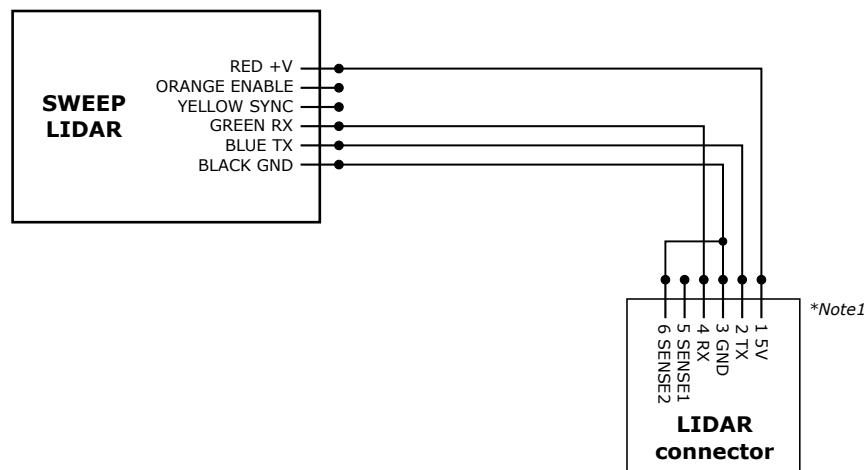 RED +V
ORANGE ENABLE
YELLOW SYNC
GREEN RX
BLUE TX
BLACK GND
SWEEP
LIDAR
*Note1
6 SENSE2
5 SENSE1
4 RX
3 GND
2 TX
1 5V
LIDAR
connector